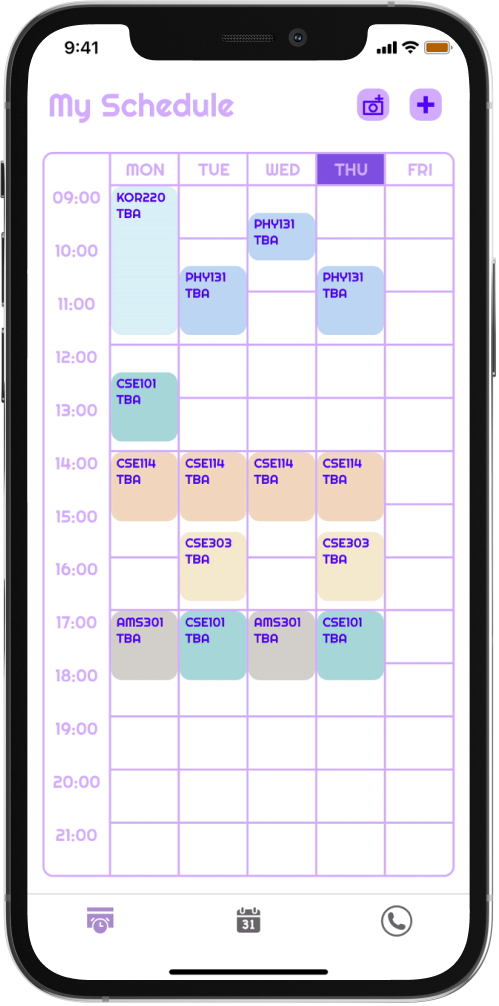 9:41
My Schedule
MON TUE WED THU FRI
09:00
KOR220
TBA
PHY131
TBA
10:00
PHY131
TBA
PHY131
TBA
11:00
12:00
CSE101
TBA
13:00
14:00
CSE114
TBA
CSE114
TBA
CSE114
TBA
CSE114
TBA
15:00
CSE303
TBA
CSE303
TBA
16:00
17:00
AMS301
TBA
CSE101
TBA
AMS301
TBA
CSE101
TBA
18:00
19:00
20:00
21:00
31